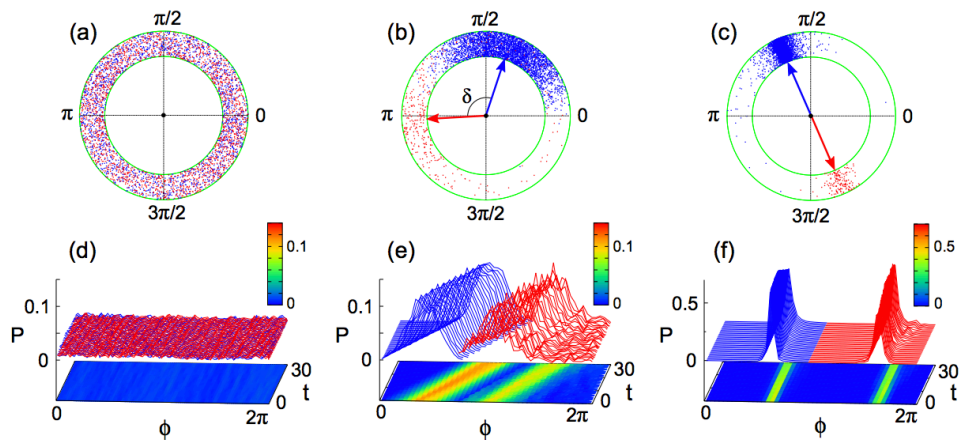 (a) π/2 (b) π/2 (c) π/2
δ
π 0 π 0 π 0
3π/2 3π/2 3π/2
(d) 0.1 0 (e) 0.1 0 (f) 0.6 0
0.1 0.1 0.5
P P P
0 30 0 30 0 30
t t t
0 0 0
0 2π 0 2π 0 2π
ϕ ϕ ϕ